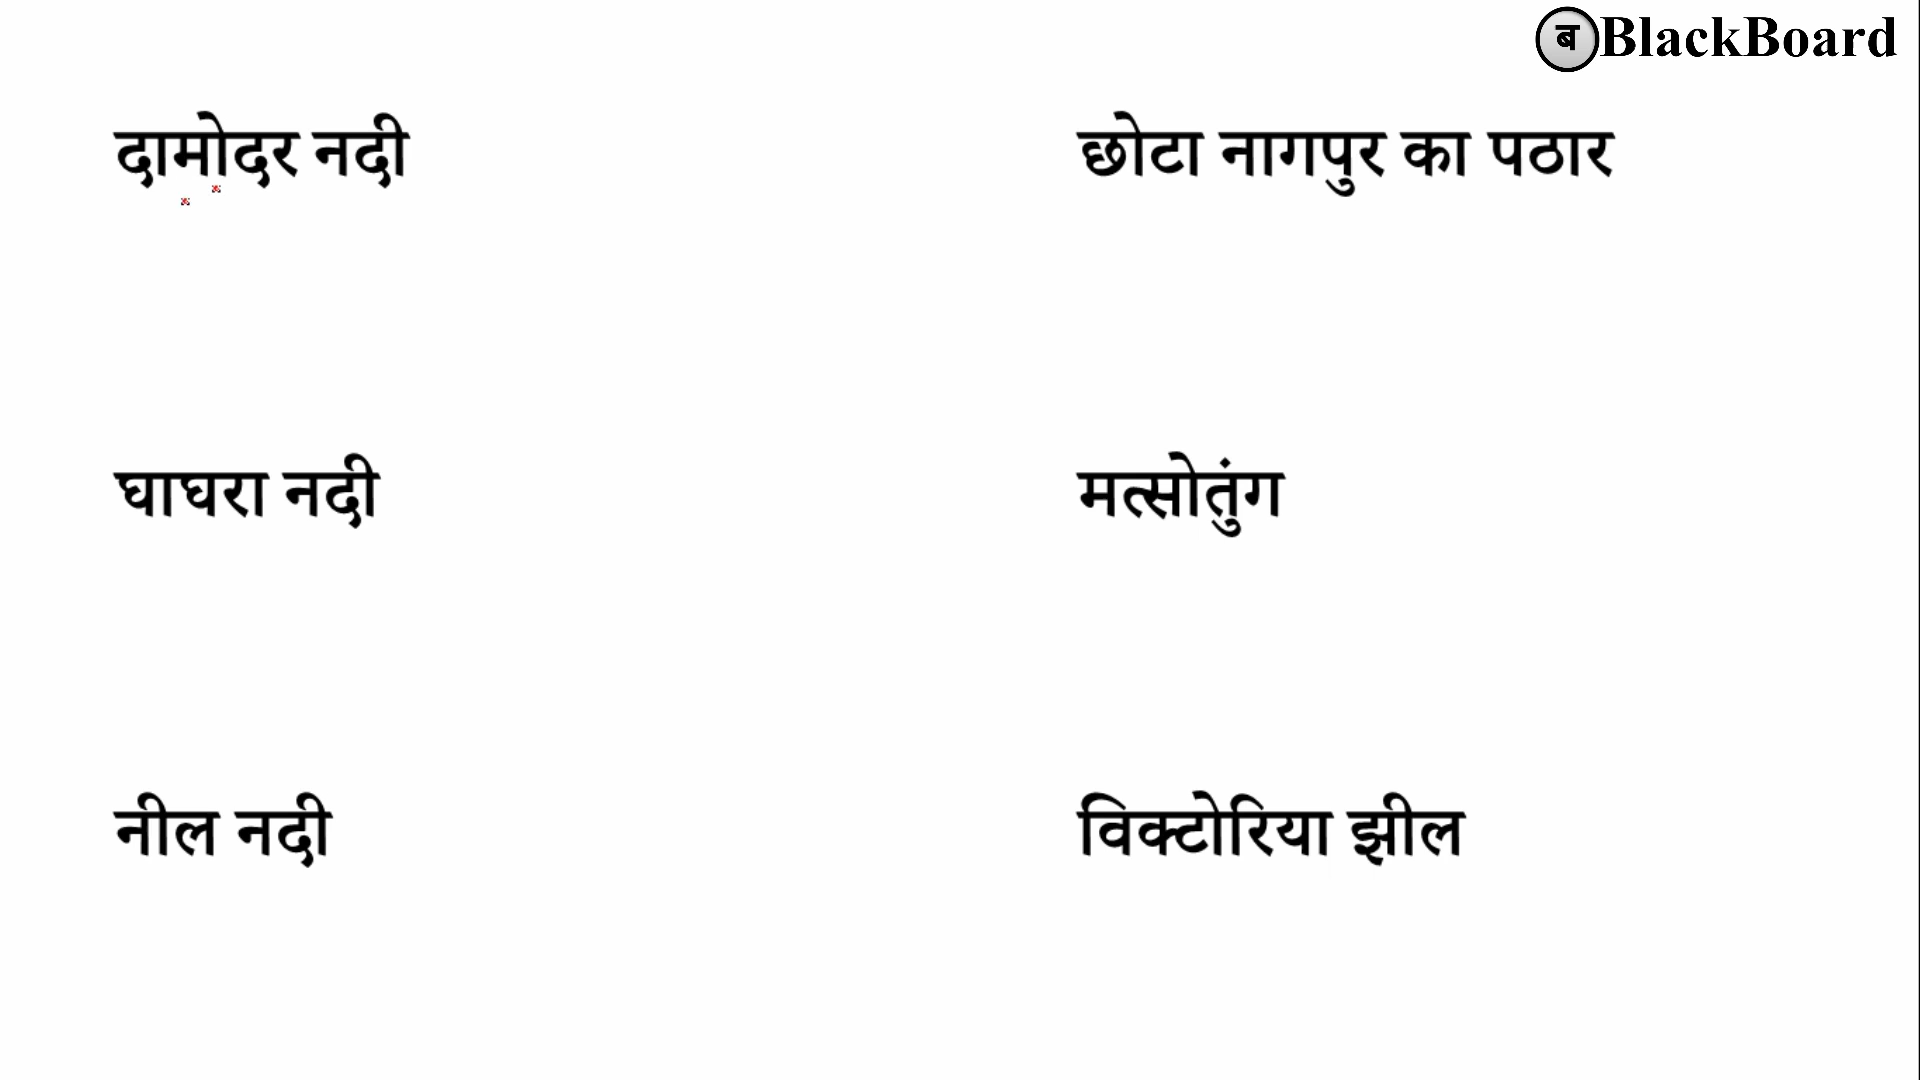 ब BlackBoard
दामोदर नदी
छोटा नागपुर का पठार
घाघरा नदी
मत्सोतुंग
नील नदी
विक्टोरिया झील